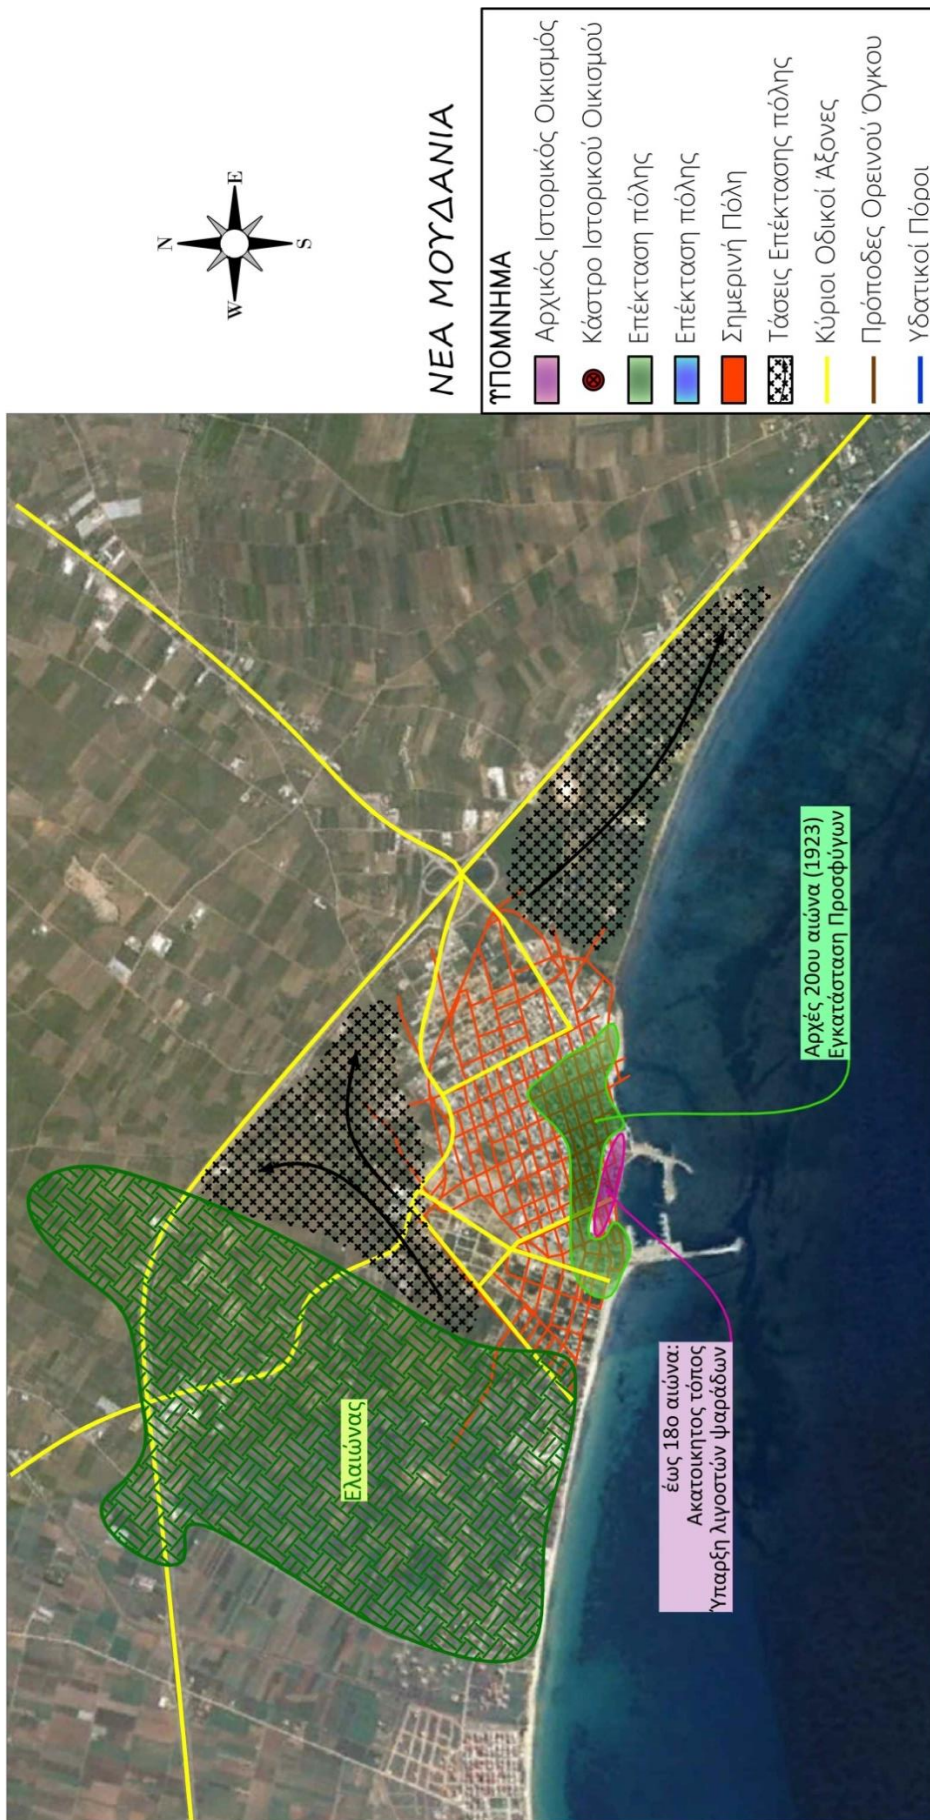 N
W
E
S
ΝΕΑ ΜΟΥΔΑΝΙΑ
ΥΠΟΜΝΗΜΑ
Αρχικός Ιστορικός Οικισμός
Κάστρο Ιστορικού Οικισμού
Επέκταση πόλης
Επέκταση πόλης
Σημερινή Πόλη
Τάσεις Επέκτασης πόλης
Κύριοι Οδικοί Άξονες
Πρόποδες Ορεινού Όγκου
Υδατικοί Πόροι
Ελαιώνας
έως 18ο αιώνα:
Ακατοικητος τόπος
Ύπαρξη λιγοστών ψαράδων
Αρχές 20ου αιώνα (1923)
Εγκατάσταση Προσφύγων